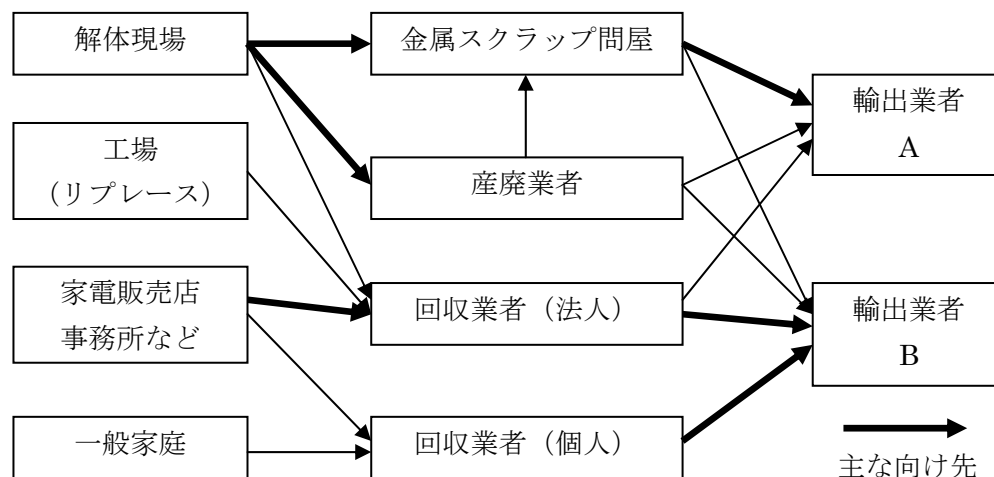 解体現場
工場
（リプレース）
家電販売店
事務所など
一般家庭
金属スクラップ問屋
産廃業者
回収業者（法人）
回収業者（個人）
輸出業者
A
輸出業者
B
主な向け先